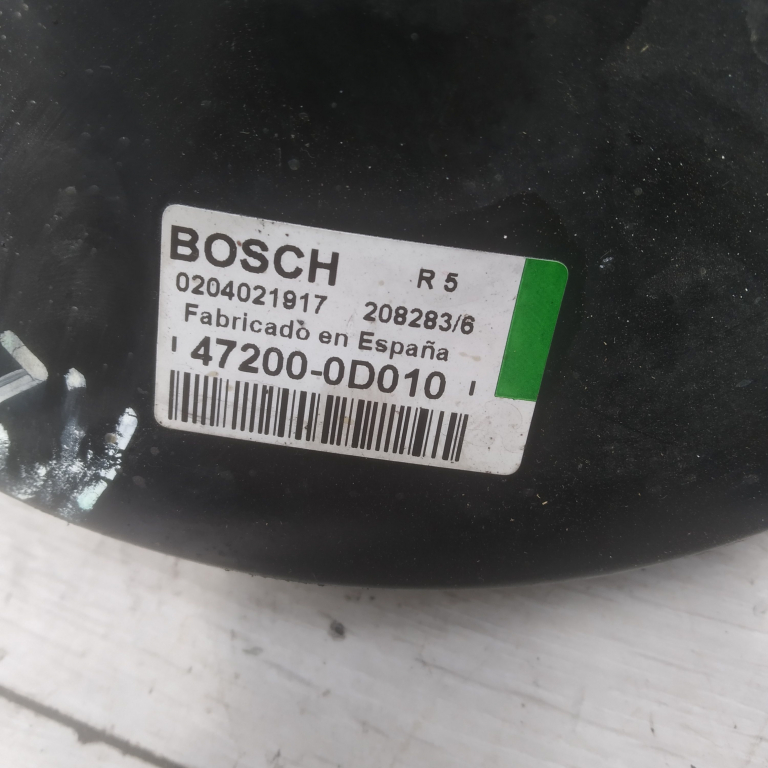 BOSCH R 5
0204021917 208283/6
Fabricado en España
47200-0D010